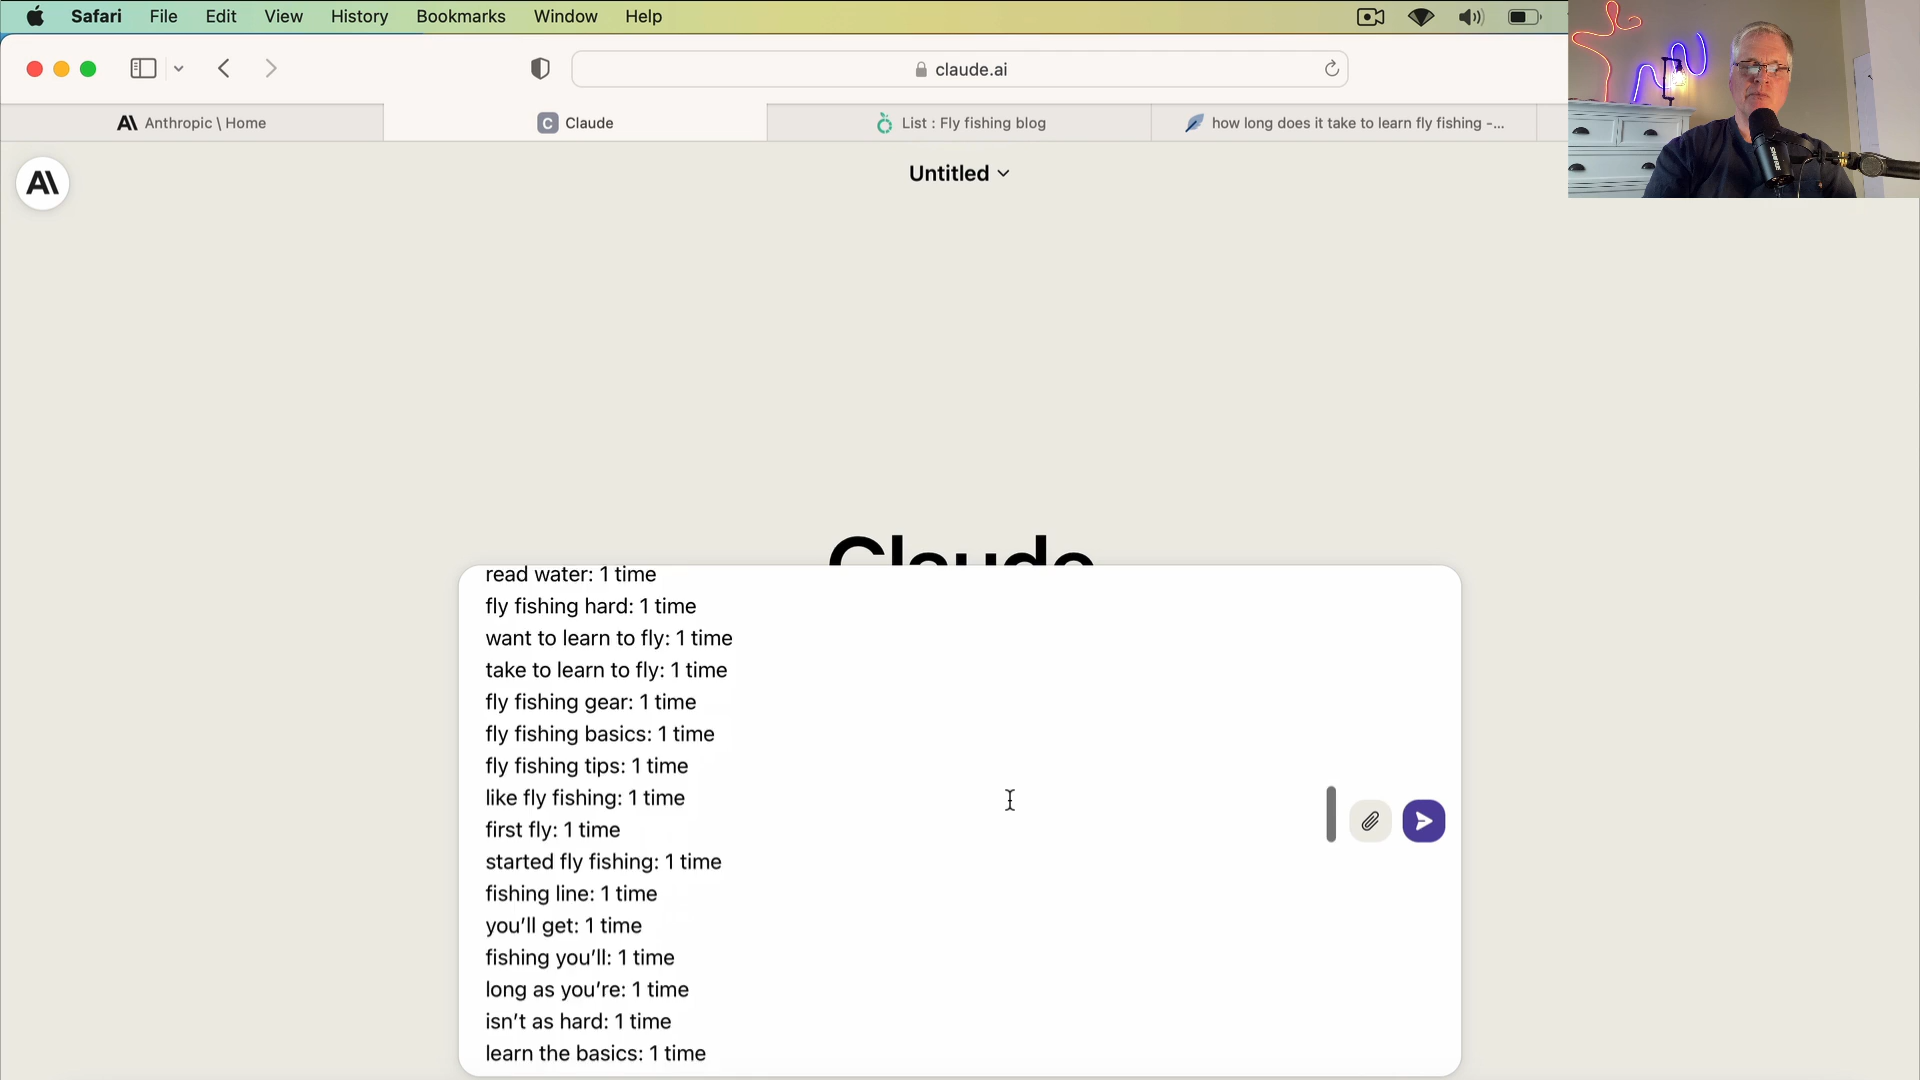 Safari File Edit View History Bookmarks Window Help
claude.ai
Anthropic \ Home
C Claude
List : Fly fishing blog
how long does it take to learn fly fishing -...
Untitled
Claude
read water: 1 time
fly fishing hard: 1 time
want to learn to fly: 1 time
take to learn to fly: 1 time
fly fishing gear: 1 time
fly fishing basics: 1 time
fly fishing tips: 1 time
like fly fishing: 1 time
first fly: 1 time
started fly fishing: 1 time
fishing line: 1 time
you’ll get: 1 time
fishing you’ll: 1 time
long as you’re: 1 time
isn’t as hard: 1 time
learn the basics: 1 time